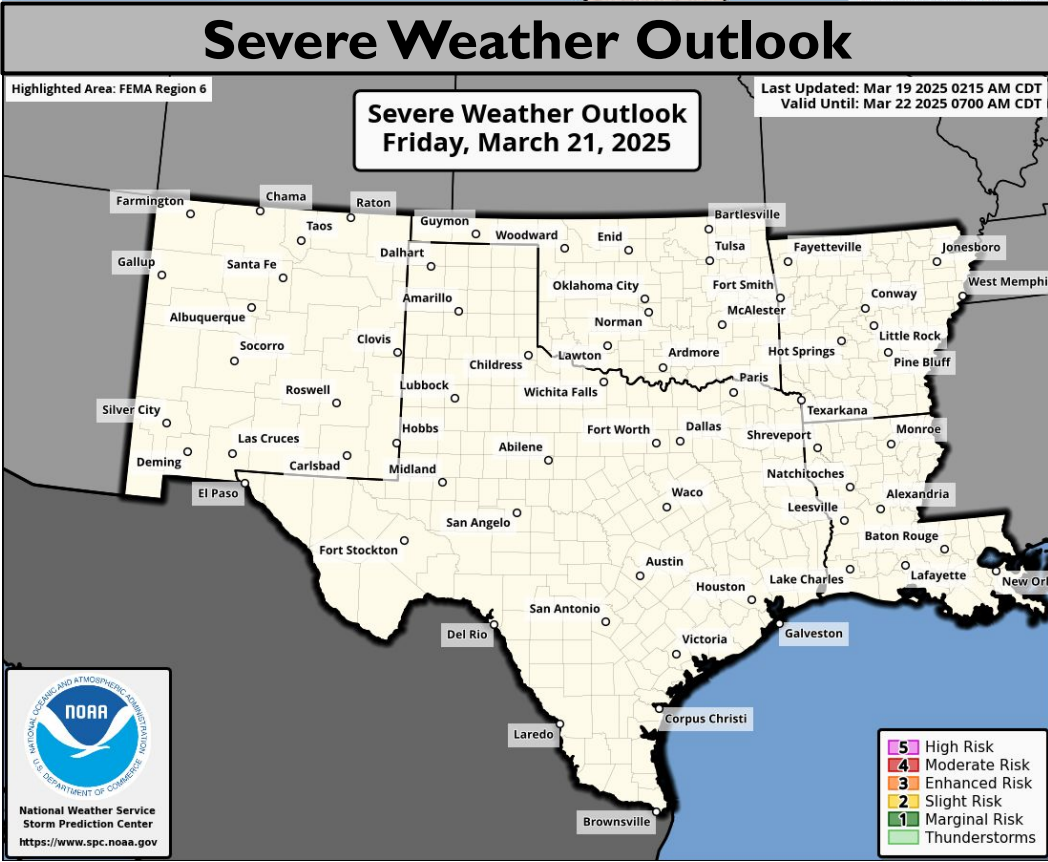 Severe Weather Outlook
Highlighted Area: FEMA Region 6
Last Updated: Mar 19 2025 0215 AM CDT
Valid Until: Mar 22 2025 0700 AM CDT
Severe Weather Outlook
Friday, March 21, 2025
Farmington
Chama
Raton
Taos
Guymon
Woodward
Enid
Bartlesville
Tulsa
Fayetteville
Jonesboro
Gallup
Santa Fe
Dalhart
Oklahoma City
Fort Smith
Conway
West Memphi
Albuquerque
Amarillo
Norman
McAlester
Little Rock
Socorro
Clovis
Childress
Lawton
Ardmore
Hot Springs
Pine Bluff
Roswell
Lubbock
Wichita Falls
Paris
Texarkana
Silver City
Las Cruces
Hobbs
Abilene
Fort Worth
Dallas
Shreveport
Monroe
Deming
Carlsbad
Midland
Natchitoches
El Paso
San Angelo
Waco
Leesville
Alexandria
Fort Stockton
Baton Rouge
Austin
Houston
Lake Charles
Lafayette
New Orl
Del Rio
San Antonio
Victoria
Galveston
Laredo
Corpus Christi
Brownsville
NATIONAL OCEANIC AND ATMOSPHERIC ADMINISTRATION
NOAA
U.S. DEPARTMENT OF COMMERCE
National Weather Service
Storm Prediction Center
https://www.spc.noaa.gov
5 High Risk
4 Moderate Risk
3 Enhanced Risk
2 Slight Risk
1 Marginal Risk
Thunderstorms